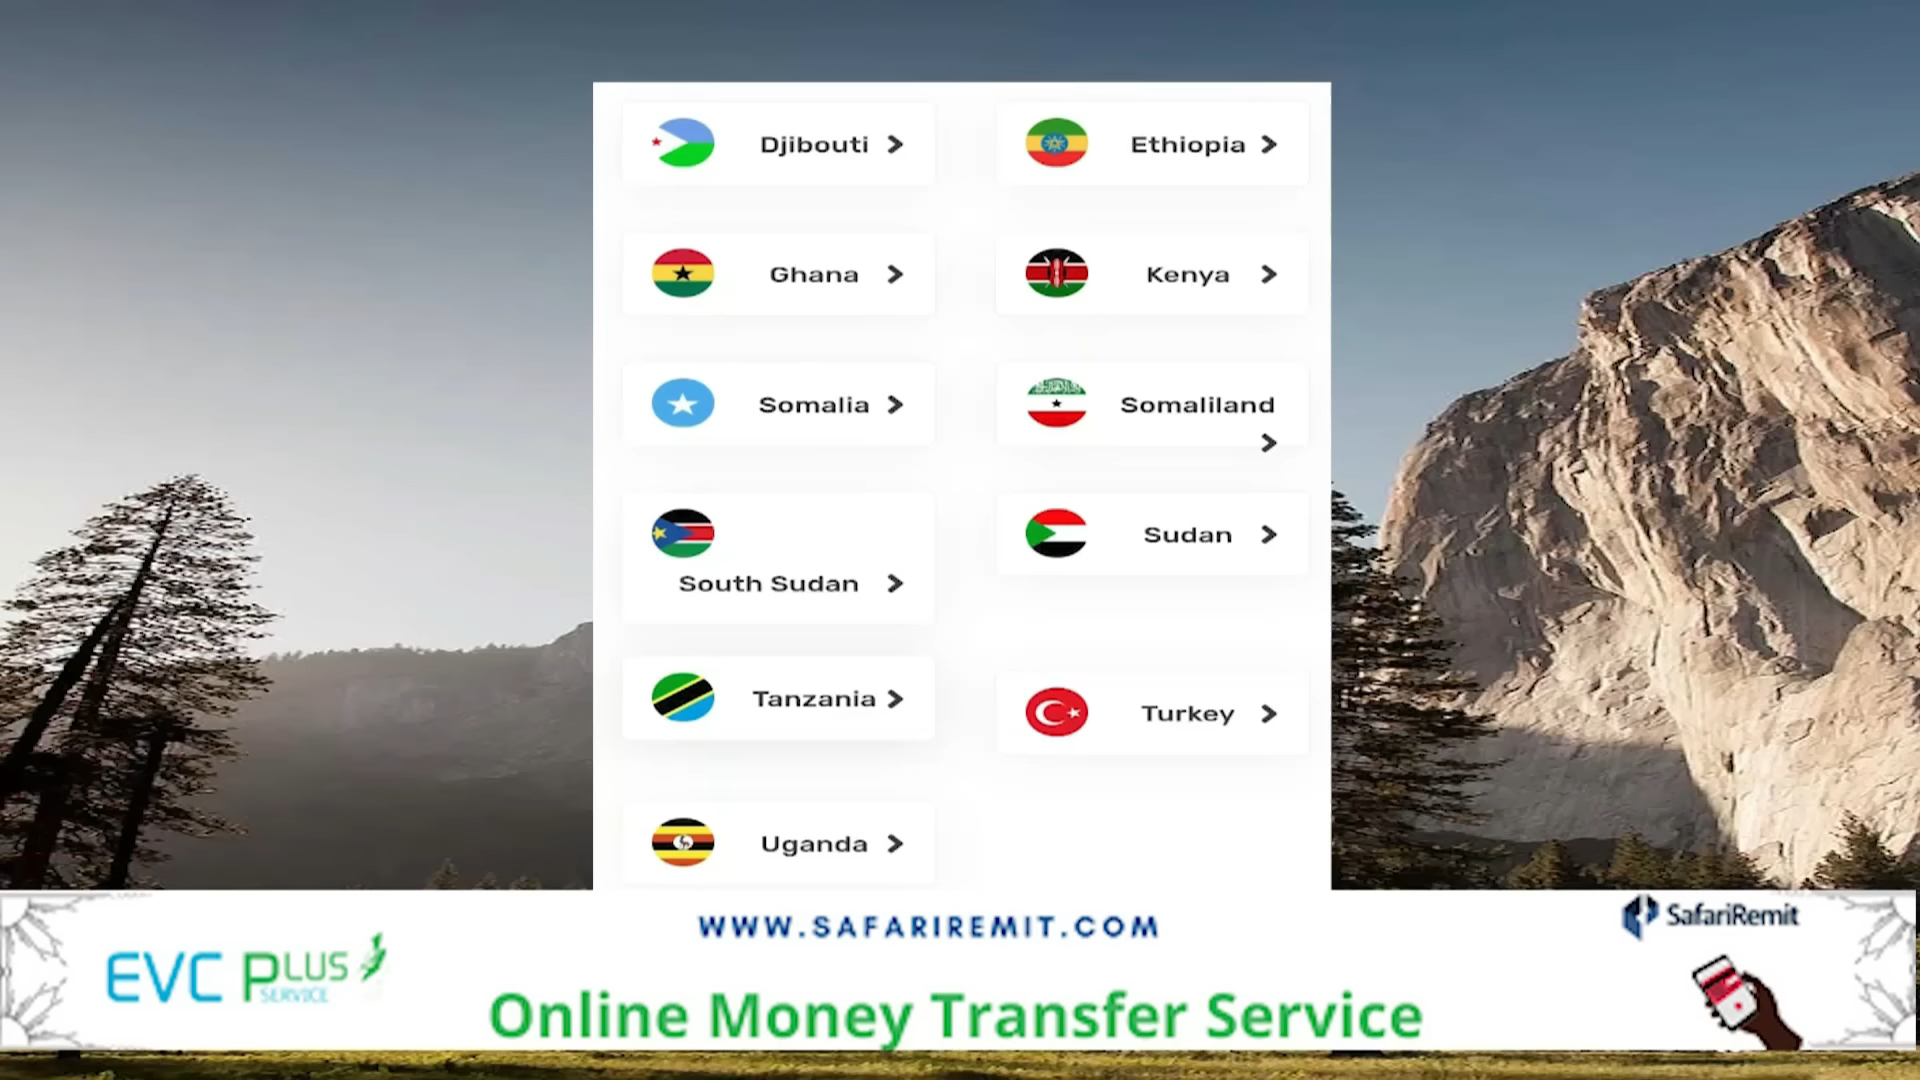 Djibouti
Ethiopia
Ghana
Kenya
Somalia
Somaliland
South Sudan
Sudan
Tanzania
Turkey
Uganda
WWW.SAFARIREMIT.COM
SafariRemit
EVC PLUS
SERVICE
Online Money Transfer Service